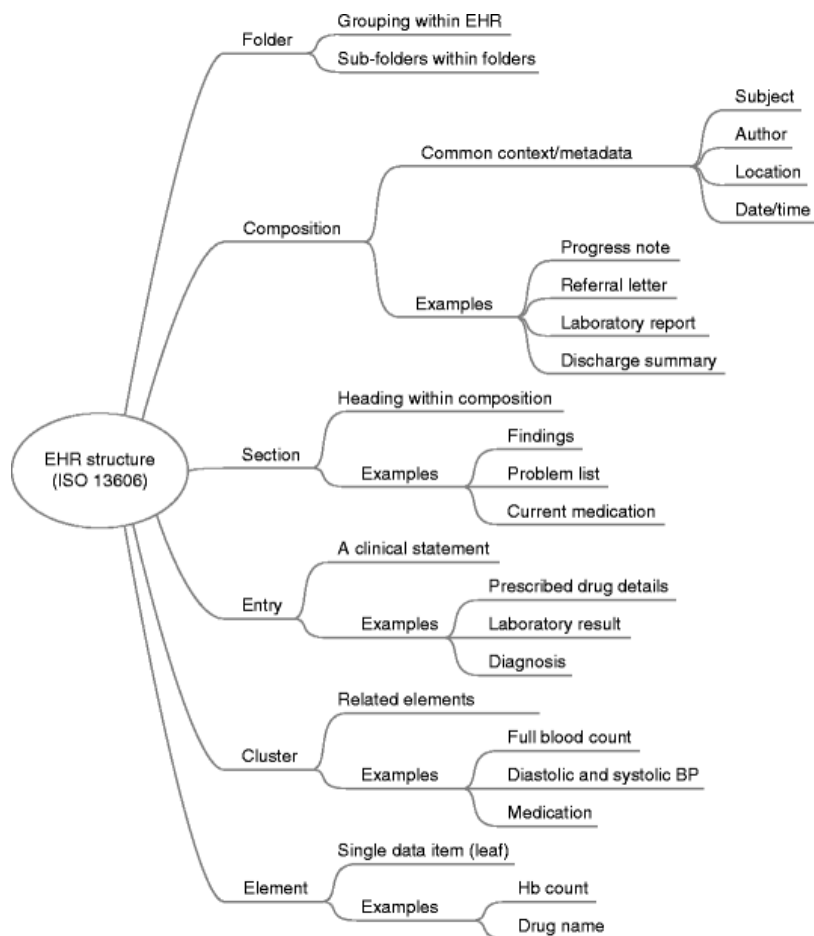 Grouping within EHR
Folder
Sub-folders within folders
Subject
Author
Common context/metadata
Location
Date/time
Composition
Progress note
Referral letter
Examples
Laboratory report
Discharge summary
Heading within composition
EHR structure
(ISO 13606)
Section
Findings
Examples
Problem list
Current medication
A clinical statement
Entry
Prescribed drug details
Examples
Laboratory result
Diagnosis
Related elements
Cluster
Full blood count
Examples
Diastolic and systolic BP
Medication
Single data item (leaf)
Element
Hb count
Examples
Drug name